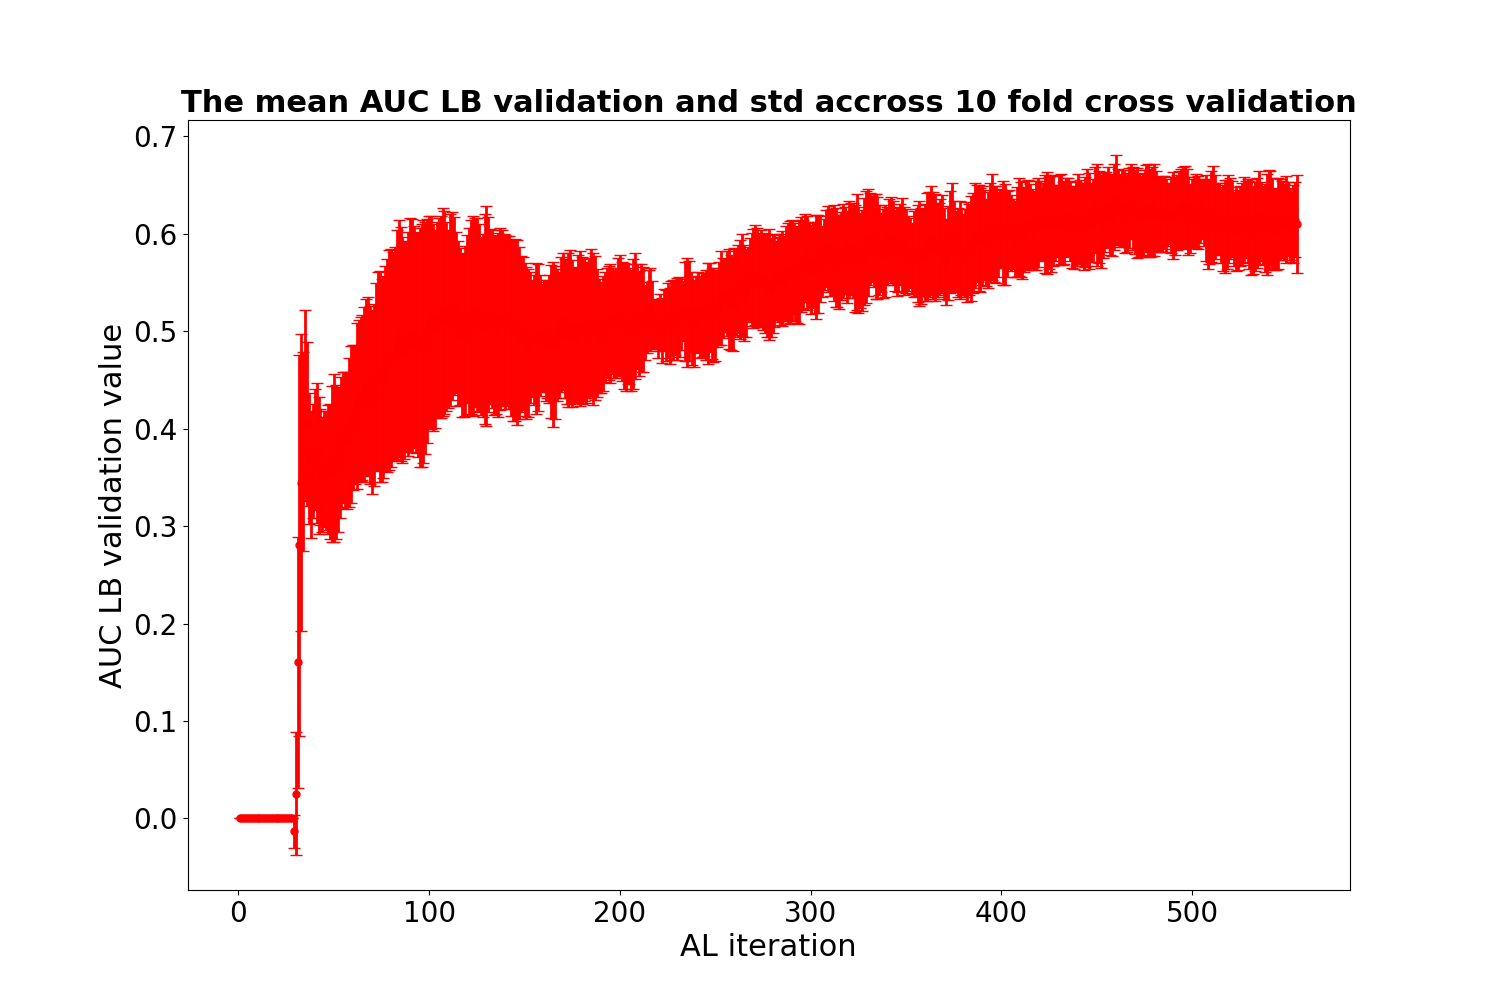 The mean AUC LB validation and std accross 10 fold cross validation
0.7
0.6
0.5
0.4
0.3
0.2
0.1
0.0
AUC LB validation value
0 100 200 300 400 500
AL iteration